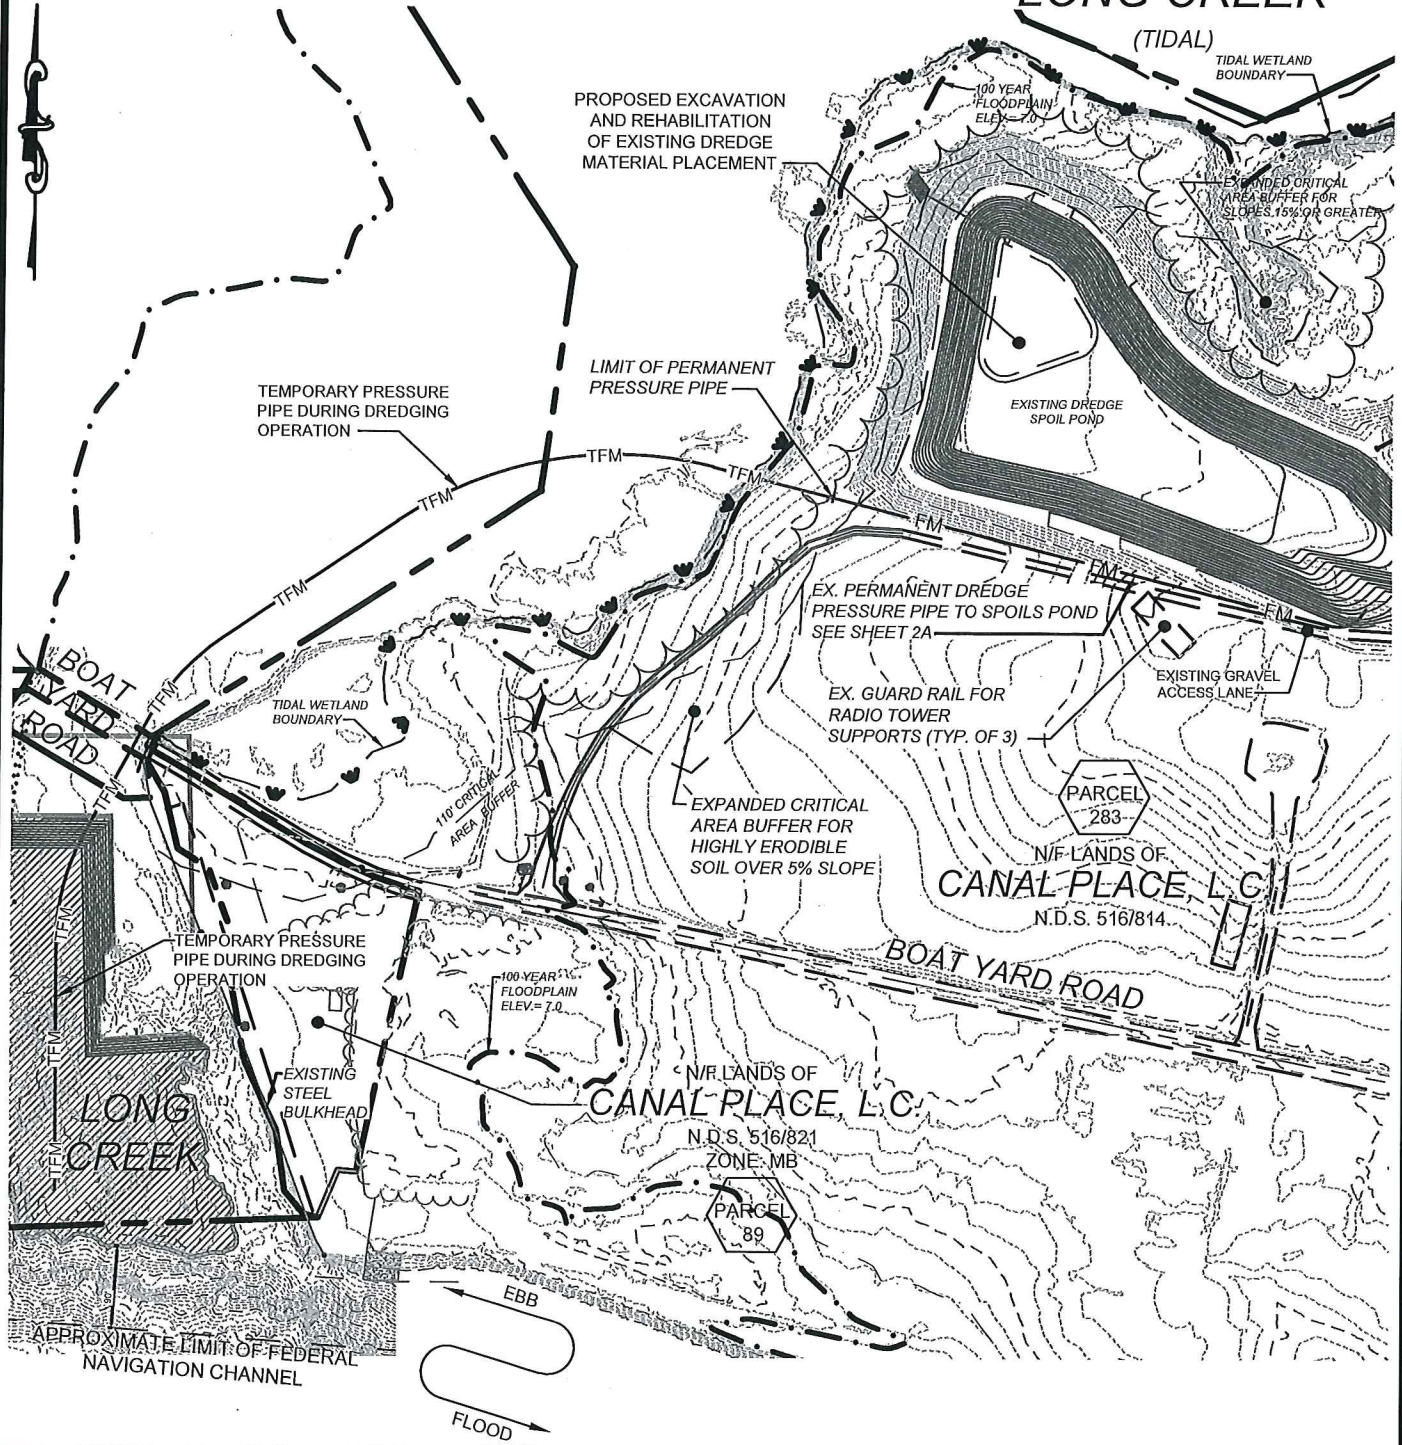 LONG CREEK
(TIDAL)
TIDAL WETLAND
BOUNDARY
100 YEAR
FLOODPLAIN
ELEV.= 7.0
PROPOSED EXCAVATION
AND REHABILITATION
OF EXISTING DREDGE
MATERIAL PLACEMENT
EXPANDED CRITICAL
AREA BUFFER FOR
SLOPES 15% OR GREATER
LIMIT OF PERMANENT
PRESSURE PIPE
TEMPORARY PRESSURE
PIPE DURING DREDGING
OPERATION
EXISTING DREDGE
SPOIL POND
TFM
TFM
TFM
TFM
TFM
TFM
TFM
TFM
TFM
FM
FM
FM
EX. PERMANENT DREDGE
PRESSURE PIPE TO SPOILS POND
SEE SHEET 2A
EXISTING GRAVEL
ACCESS LANE
BOAT
YARD
ROAD
TIDAL WETLAND
BOUNDARY
EX. GUARD RAIL FOR
RADIO TOWER
SUPPORTS (TYP. OF 3)
110' CRITICAL
AREA BUFFER
EXPANDED CRITICAL
AREA BUFFER FOR
HIGHLY ERODIBLE
SOIL OVER 5% SLOPE
PARCEL
283
N/F LANDS OF
CANAL PLACE, L.C.
N.D.S. 516/814
TEMPORARY PRESSURE
PIPE DURING DREDGING
OPERATION
BOAT YARD ROAD
100 YEAR
FLOODPLAIN
ELEV.= 7.0
EXISTING
STEEL
BULKHEAD
LONG
CREEK
N/F LANDS OF
CANAL PLACE, L.C.
N.D.S. 516/821
ZONE: MB
PARCEL
89
EBB
FLOOD
APPROXIMATE LIMIT OF FEDERAL
NAVIGATION CHANNEL